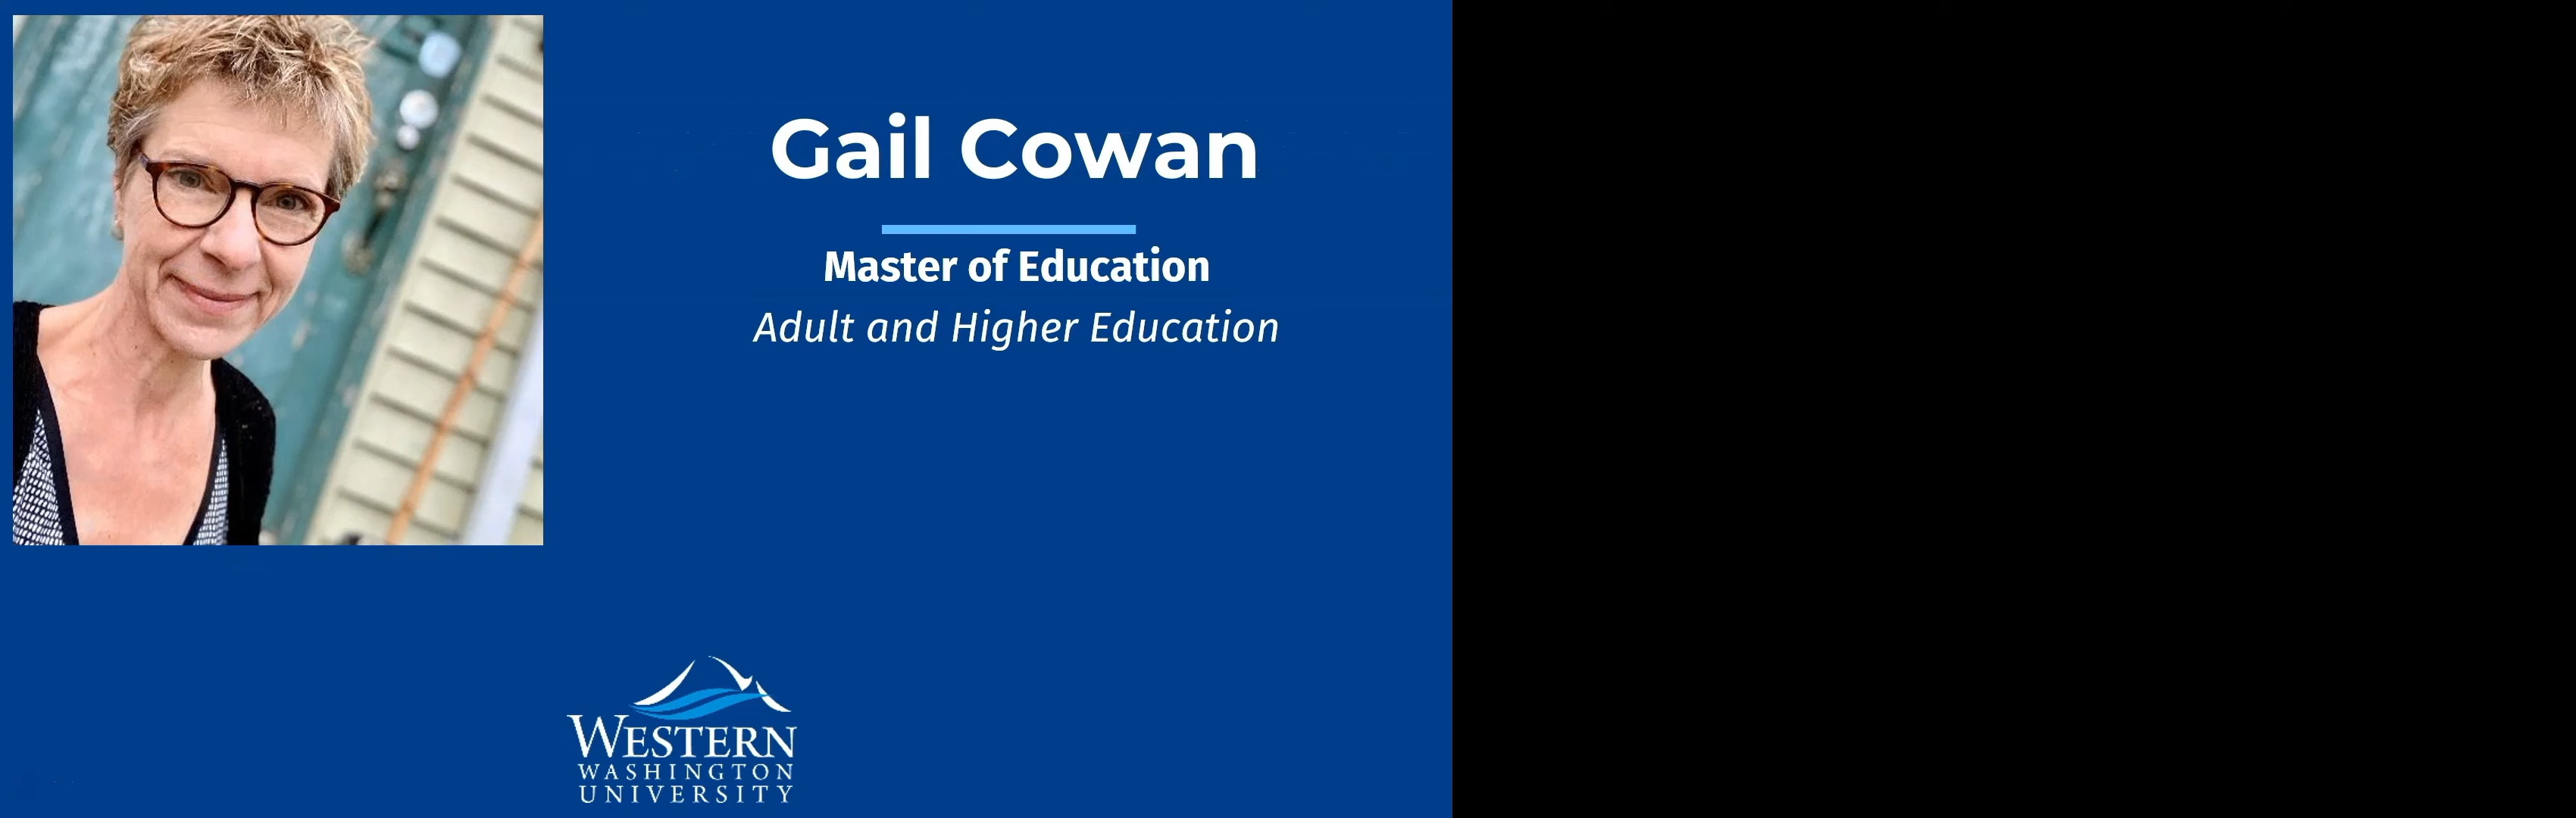 Gail Cowan
Master of Education
Adult and Higher Education
WESTERN
WASHINGTON
UNIVERSITY